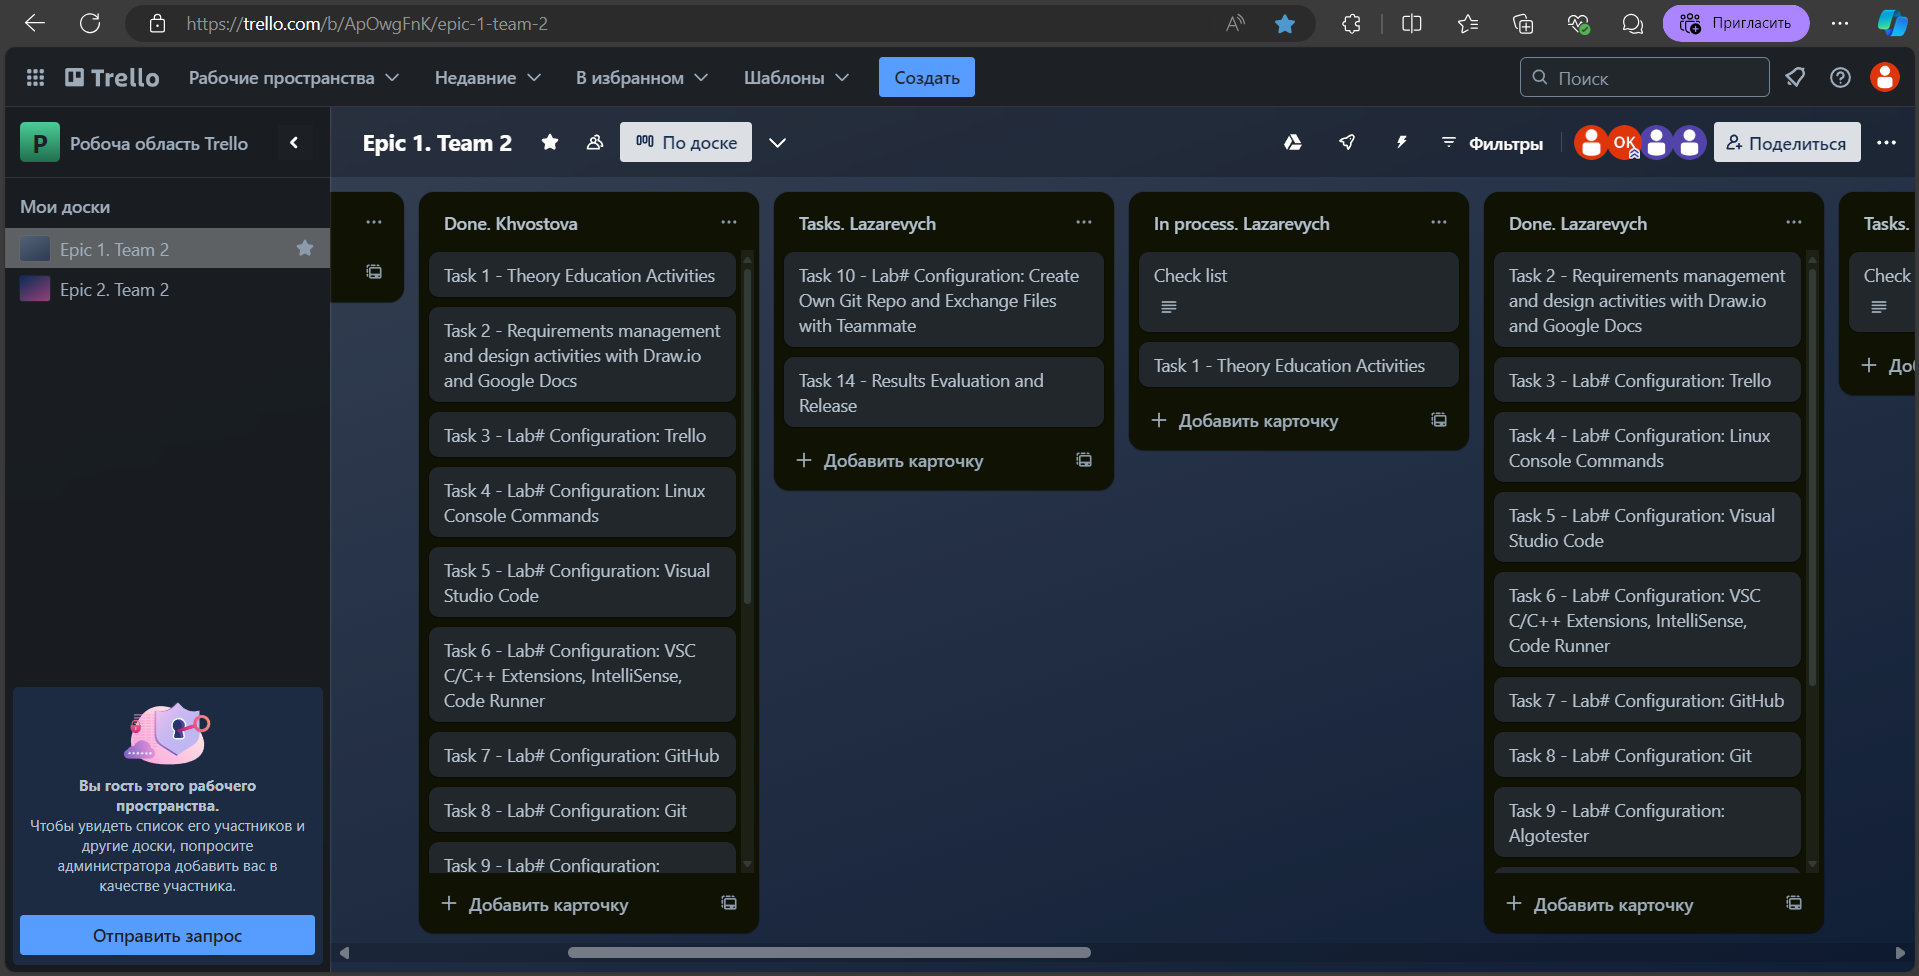 https://trello.com/b/ApOwgFnK/epic-1-team-2
Пригласить
Trello
Рабочие пространства
Недавние
В избранном
Шаблоны
Создать
Поиск
P
Робоча область Trello
Epic 1. Team 2
По доске
Фильтры
OK
Поделиться
Мои доски
Epic 1. Team 2
Epic 2. Team 2
Вы гость этого рабочего
пространства.
Чтобы увидеть список его участников и
другие доски, попросите
администратора добавить вас в
качестве участника.
Отправить запрос
Done. Khvostova
Task 1 - Theory Education Activities
Task 2 - Requirements management
and design activities with Draw.io
and Google Docs
Task 3 - Lab# Configuration: Trello
Task 4 - Lab# Configuration: Linux
Console Commands
Task 5 - Lab# Configuration: Visual
Studio Code
Task 6 - Lab# Configuration: VSC
C/C++ Extensions, IntelliSense,
Code Runner
Task 7 - Lab# Configuration: GitHub
Task 8 - Lab# Configuration: Git
Task 9 - Lab# Configuration:
Добавить карточку
Tasks. Lazarevych
Task 10 - Lab# Configuration: Create
Own Git Repo and Exchange Files
with Teammate
Task 14 - Results Evaluation and
Release
Добавить карточку
In process. Lazarevych
Check list
Task 1 - Theory Education Activities
Добавить карточку
Done. Lazarevych
Task 2 - Requirements management
and design activities with Draw.io
and Google Docs
Task 3 - Lab# Configuration: Trello
Task 4 - Lab# Configuration: Linux
Console Commands
Task 5 - Lab# Configuration: Visual
Studio Code
Task 6 - Lab# Configuration: VSC
C/C++ Extensions, IntelliSense,
Code Runner
Task 7 - Lab# Configuration: GitHub
Task 8 - Lab# Configuration: Git
Task 9 - Lab# Configuration:
Algotester
Добавить карточку
Tasks.
Check